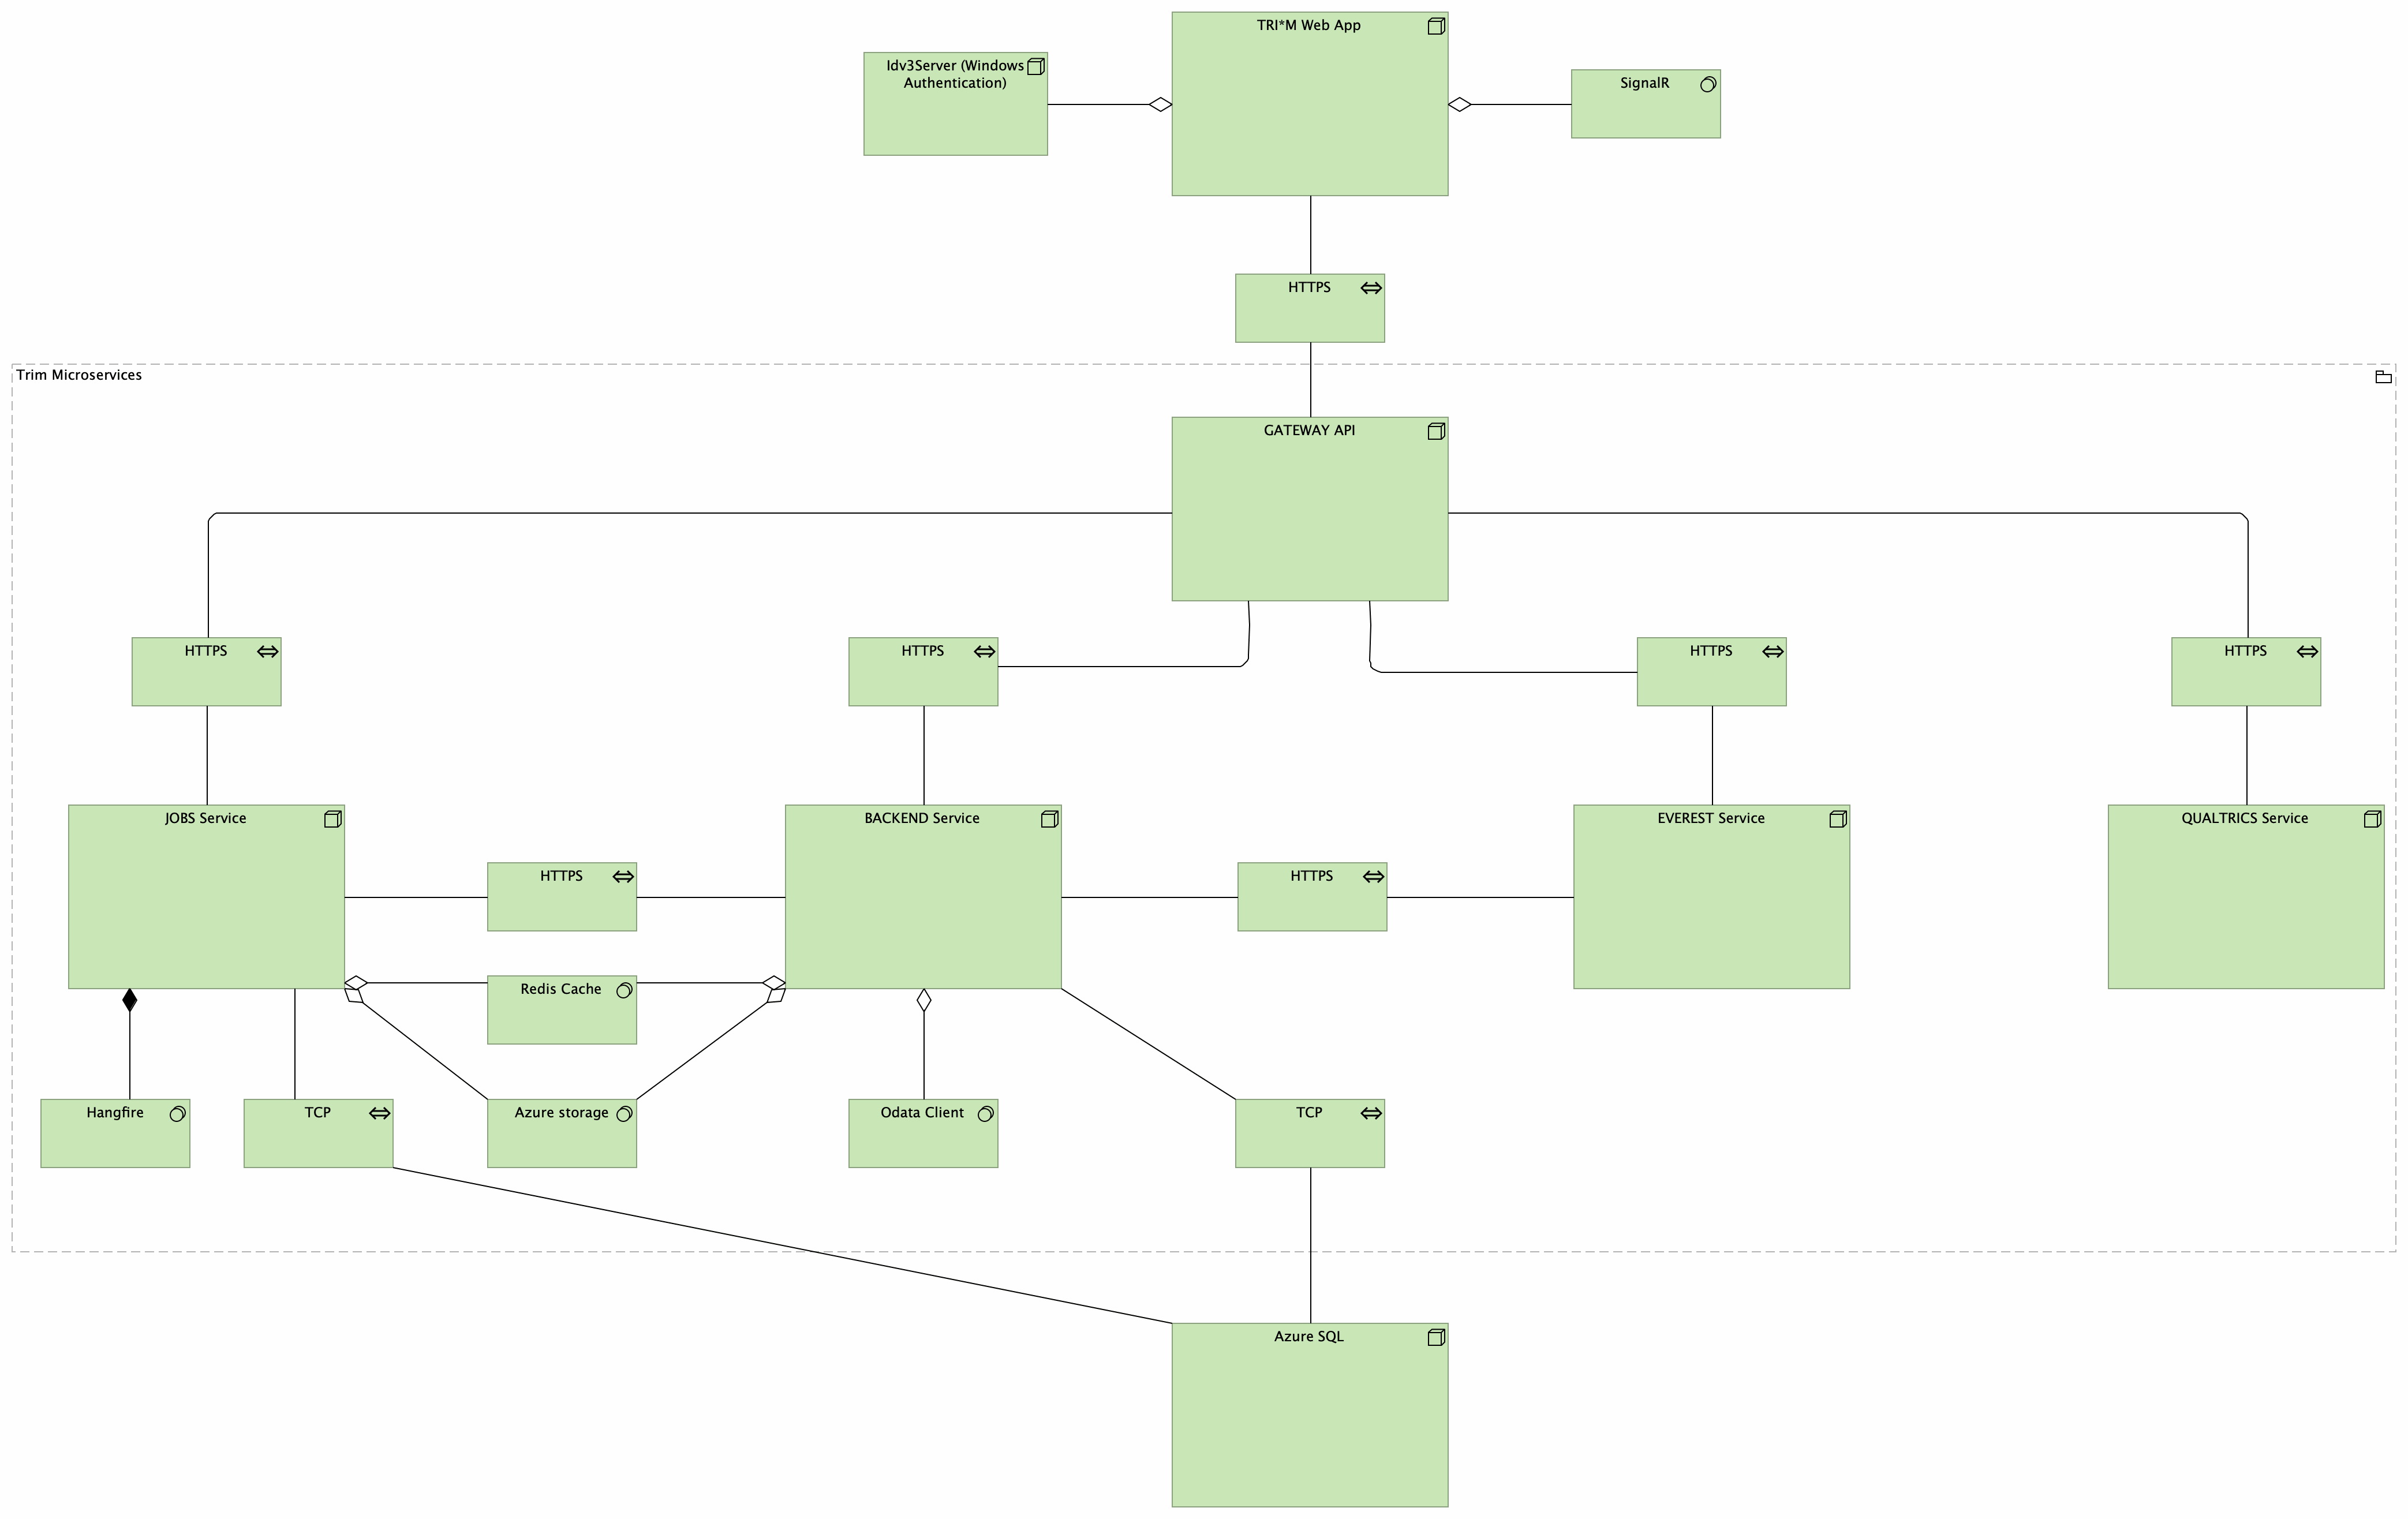 TRI*M Web App
Idv3Server (Windows
Authentication)
SignalR
HTTPS
Trim Microservices
GATEWAY API
HTTPS
HTTPS
HTTPS
HTTPS
JOBS Service
BACKEND Service
EVEREST Service
QUALTRICS Service
HTTPS
HTTPS
Redis Cache
Hangfire
TCP
Azure storage
Odata Client
TCP
Azure SQL